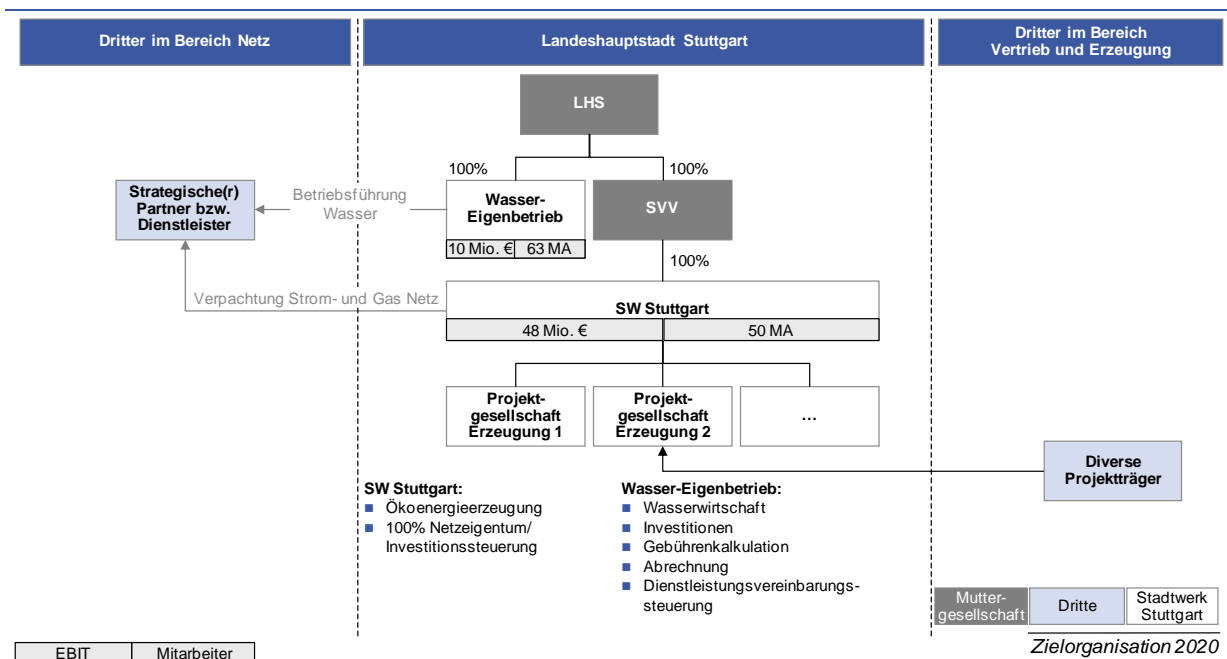 Dritter im Bereich Netz
Landeshauptstadt Stuttgart
Dritter im Bereich
Vertrieb und Erzeugung
LHS
100%
100%
Strategische(r)
Partner bzw.
Dienstleister
Betriebsführung
Wasser
Wasser-
Eigenbetrieb
10 Mio. €
63 MA
SVV
100%
Verpachtung Strom- und Gas Netz
SW Stuttgart
48 Mio. €
50 MA
Projekt-
gesellschaft
Erzeugung 1
Projekt-
gesellschaft
Erzeugung 2
...
Diverse
Projektträger
SW Stuttgart:
Ökoenergieerzeugung
100% Netzeigentum/
Investitionssteuerung
Wasser-Eigenbetrieb:
Wasserwirtschaft
Investitionen
Gebührenkalkulation
Abrechnung
Dienstleistungsvereinbarungs-
steuerung
Mutter-
gesellschaft
Dritte
Stadtwerk
Stuttgart
Zielorganisation 2020
EBIT
Mitarbeiter